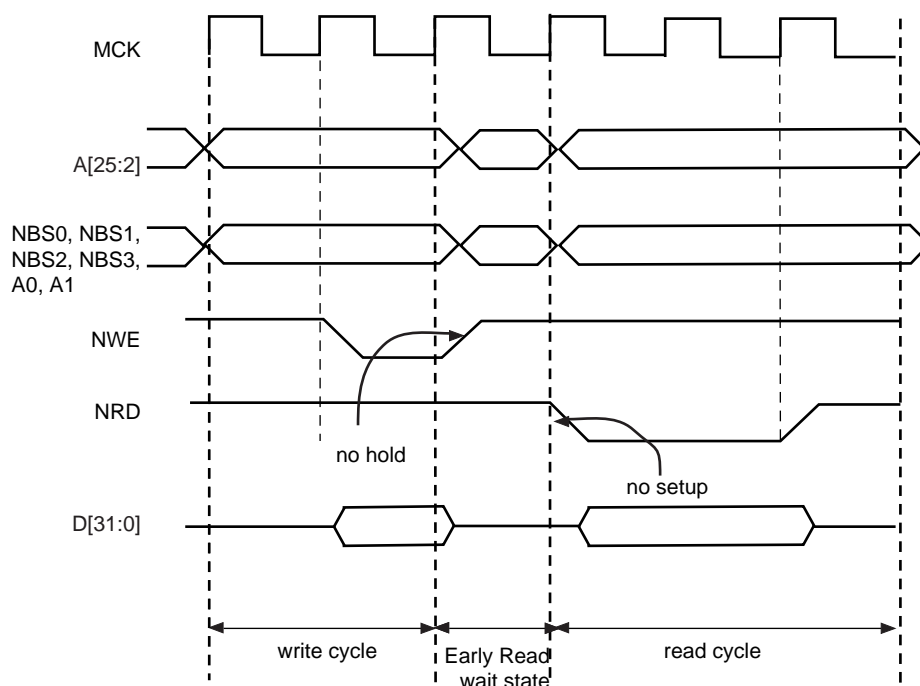 MCK
A[25:2]
NBS0, NBS1,
NBS2, NBS3,
A0, A1
NWE
NRD
no hold
no setup
D[31:0]
write cycle
Early Read
wait state
read cycle